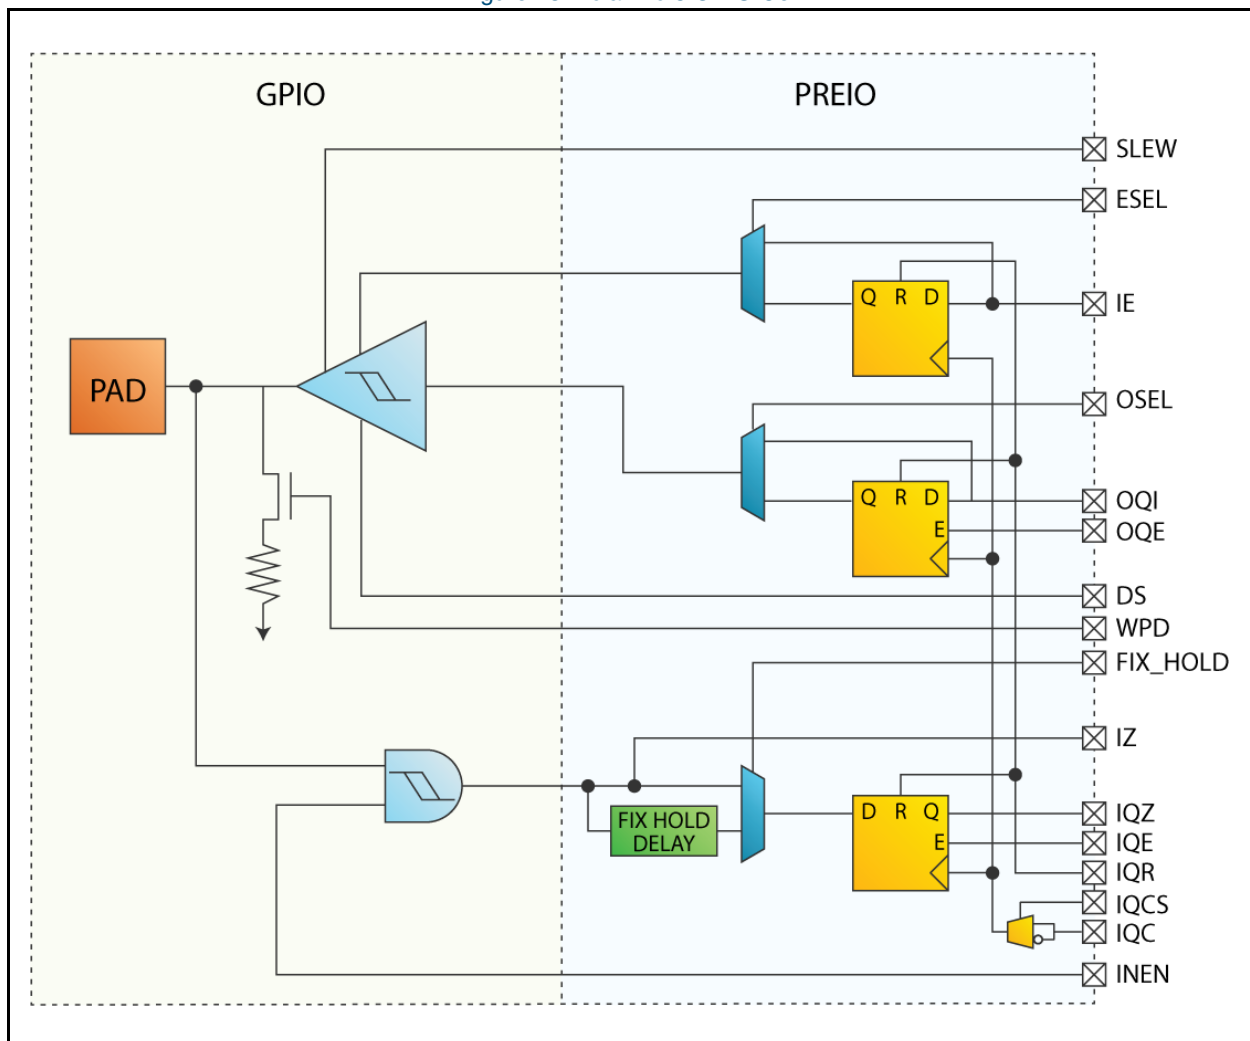 GPIO
PREIO
SLEW
ESEL
Q R D
IE
PAD
OSEL
Q R D
OQI
E
OQE
DS
WPD
FIX_HOLD
IZ
FIX HOLD
DELAY
D R Q
IQZ
E
IQE
IQR
IQCS
IQC
INEN